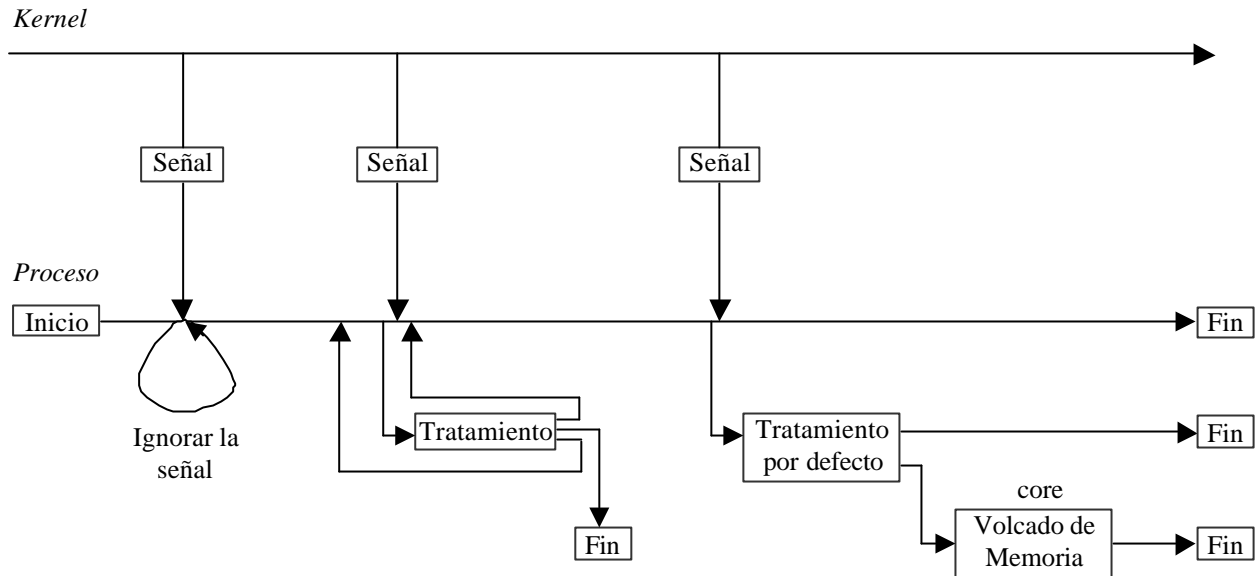 Kernel
Señal
Señal
Señal
Proceso
Inicio
Fin
Ignorar la
señal
Tratamiento
Fin
Tratamiento
por defecto
Fin
core
Volcado de
Memoria
Fin